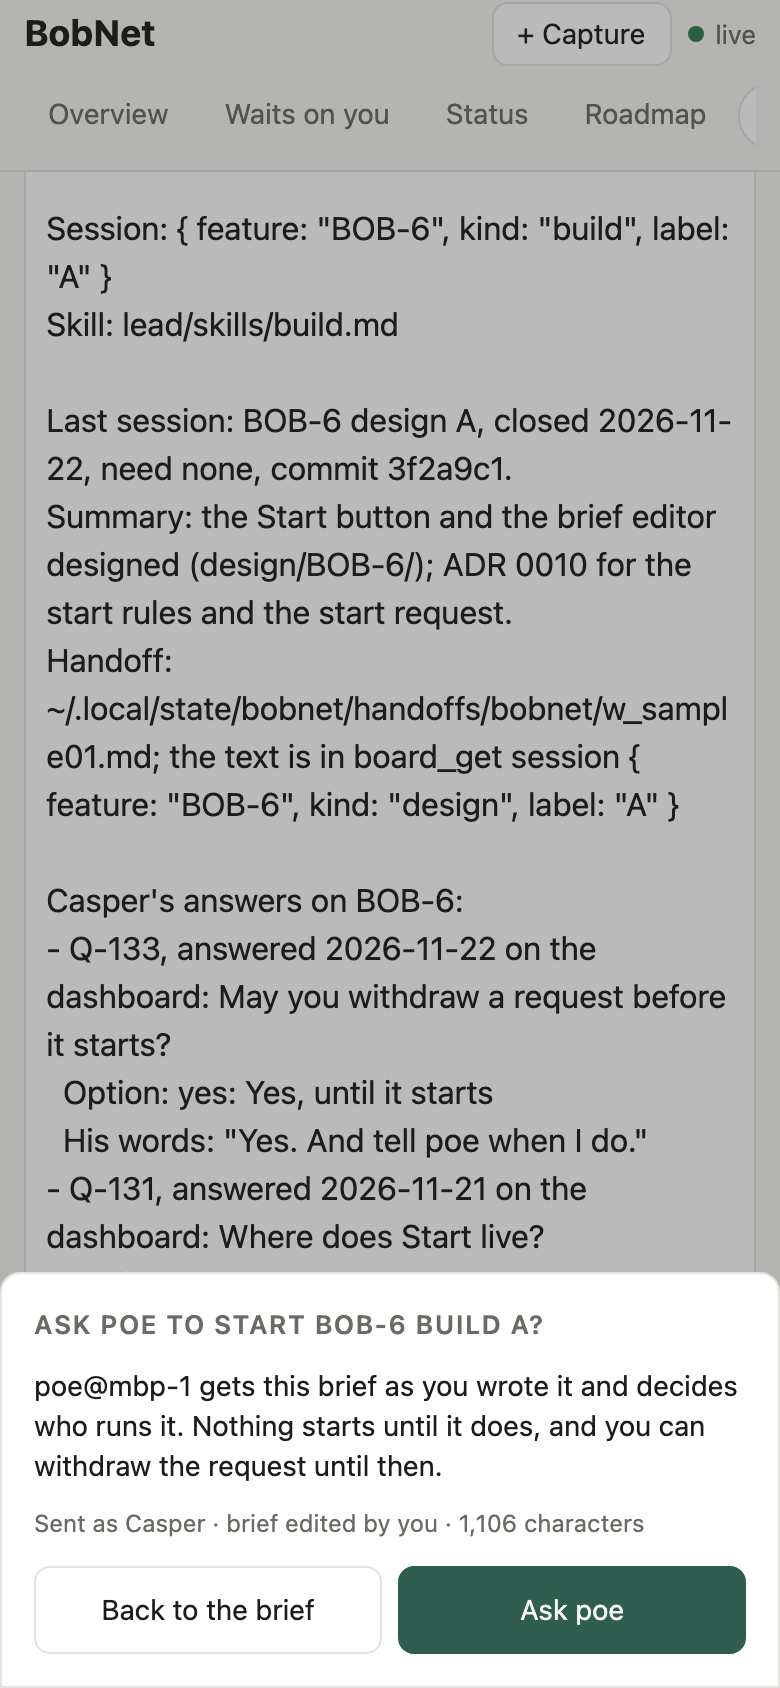 BobNet
+ Capture
live
Overview
Waits on you
Status
Roadmap
Session: { feature: "BOB-6", kind: "build", label:
"A" }
Skill: lead/skills/build.md
Last session: BOB-6 design A, closed 2026-11-
22, need none, commit 3f2a9c1.
Summary: the Start button and the brief editor
designed (design/BOB-6/); ADR 0010 for the
start rules and the start request.
Handoff:
~/.local/state/bobnet/handoffs/bobnet/w_sampl
e01.md; the text is in board_get session {
feature: "BOB-6", kind: "design", label: "A" }
Casper's answers on BOB-6:
- Q-133, answered 2026-11-22 on the
dashboard: May you withdraw a request before
it starts?
Option: yes: Yes, until it starts
His words: "Yes. And tell poe when I do."
- Q-131, answered 2026-11-21 on the
dashboard: Where does Start live?
ASK POE TO START BOB-6 BUILD A?
poe@mbp-1 gets this brief as you wrote it and decides
who runs it. Nothing starts until it does, and you can
withdraw the request until then.
Sent as Casper · brief edited by you · 1,106 characters
Back to the brief
Ask poe